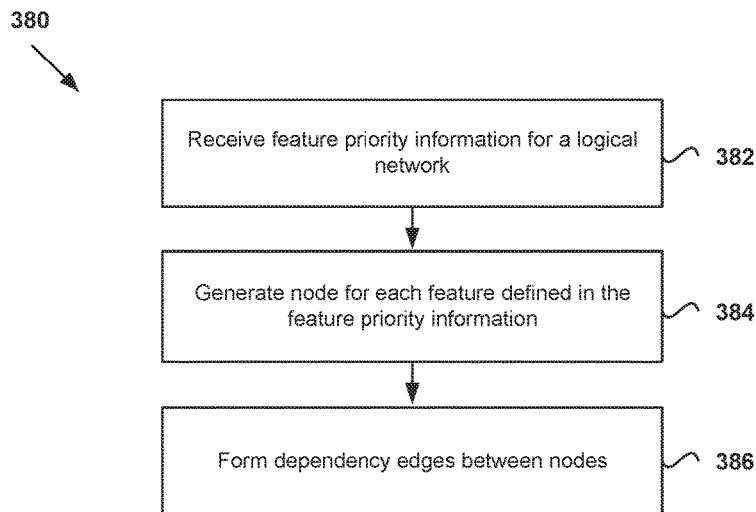 380
Receive feature priority information for a logical
network
382
Generate node for each feature defined in the
feature priority information
384
Form dependency edges between nodes
386